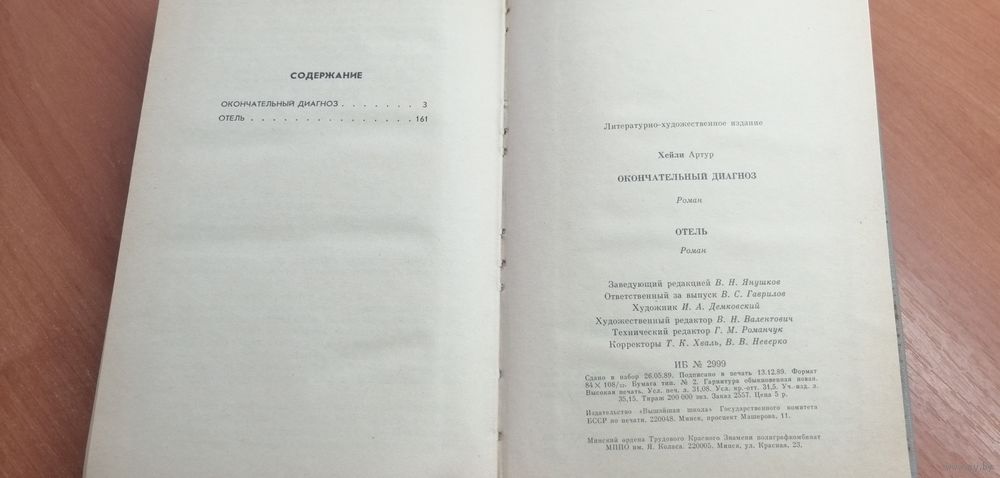 СОДЕРЖАНИЕ
ОКОНЧАТЕЛЬНЫЙ ДИАГНОЗ . . . . . . . 3
ОТЕЛЬ . . . . . . . . . . . . . . . 161
Литературно-художественное издание
Хейли Артур
ОКОНЧАТЕЛЬНЫЙ ДИАГНОЗ
Роман
ОТЕЛЬ
Роман
Заведующий редакцией В. Н. Янушков
Ответственный за выпуск В. С. Гаврилов
Художник И. А. Демковский
Художественный редактор В. Н. Валентович
Технический редактор Г. М. Романчук
Корректоры Т. К. Хваль, В. В. Неверко
ИБ № 2999
Сдано в набор 26.05.89. Подписано в печать 13.12.89. Формат
84×108/32. Бумага тип. № 2. Гарнитура обыкновенная новая.
Высокая печать. Усл. печ. л. 31,08. Усл. кр.-отт. 31,5. Уч.-изд. л.
35,15. Тираж 200 000 экз. Заказ 2557. Цена 5 р.
Издательство «Вышэйшая школа» Государственного комитета
БССР по печати. 220048. Минск, проспект Машерова, 11.
Минский ордена Трудового Красного Знамени полиграфкомбинат
МППО им. Я. Коласа. 220005. Минск, ул. Красная, 23.